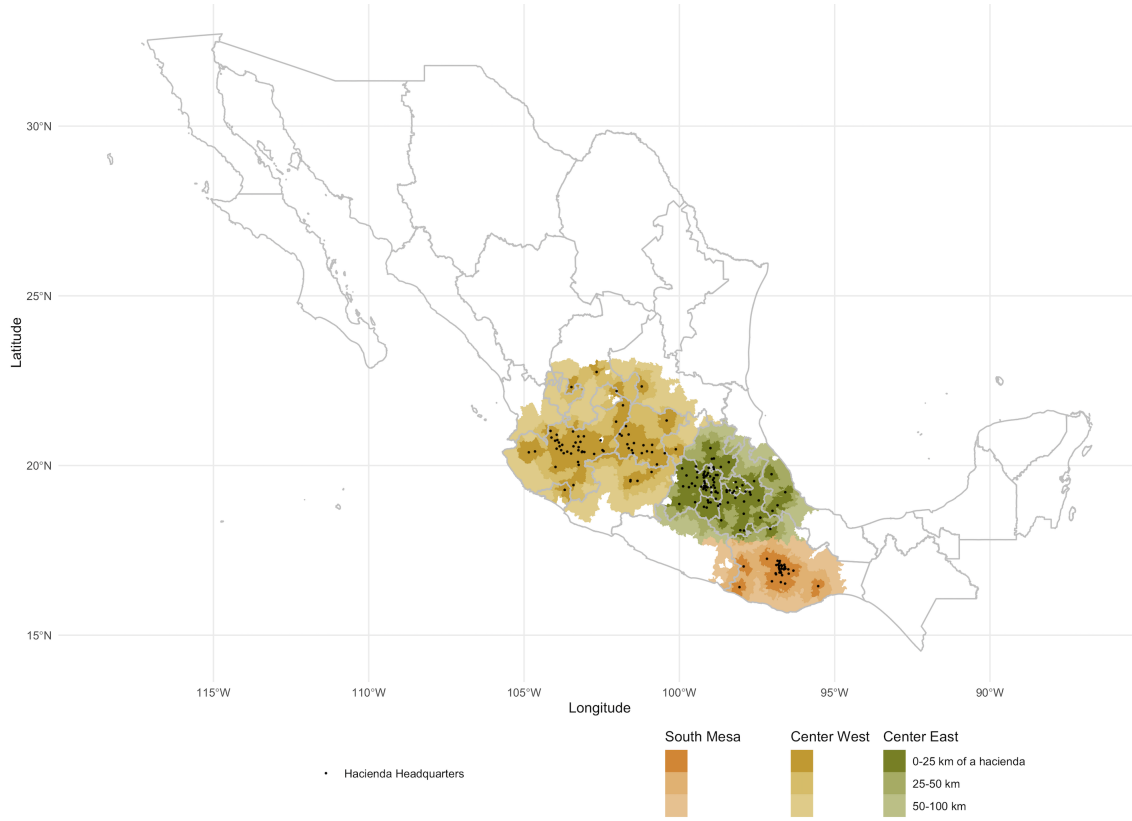 30°N
25°N
20°N
15°N
Latitude
115°W 110°W 105°W 100°W 95°W 90°W
Longitude
Hacienda Headquarters
South Mesa Center West Center East
0-25 km of a hacienda
25-50 km
50-100 km